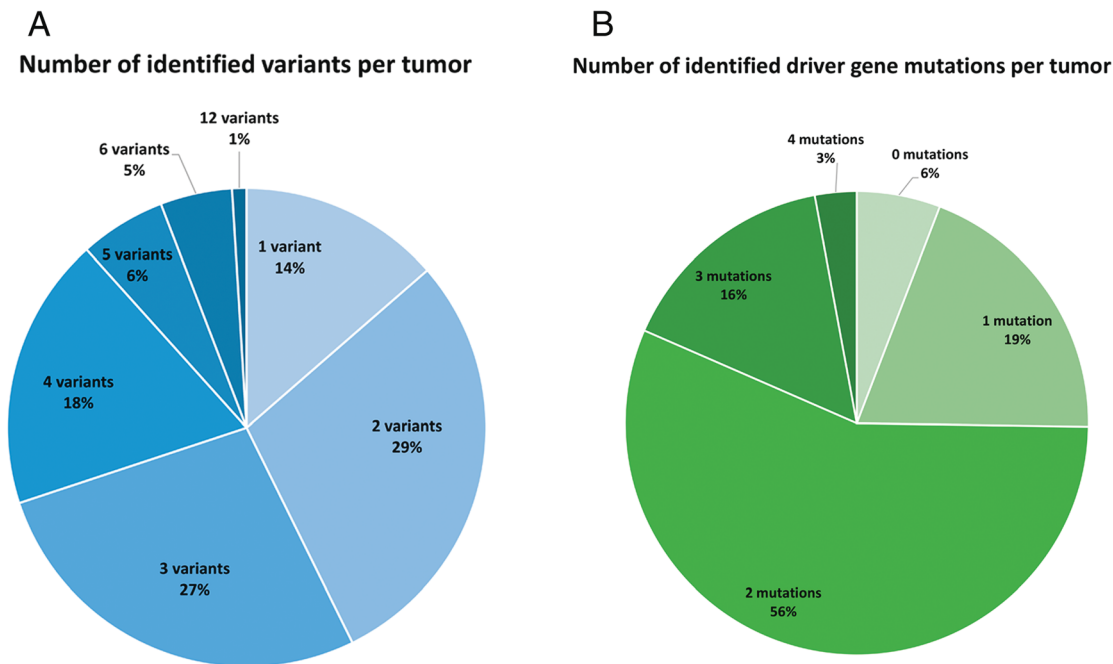 A
Number of identified variants per tumor
12 variants
1%
6 variants
5%
5 variants
6%
1 variant
14%
4 variants
18%
2 variants
29%
3 variants
27%
B
Number of identified driver gene mutations per tumor
4 mutations
3%
0 mutations
6%
3 mutations
16%
1 mutation
19%
2 mutations
56%